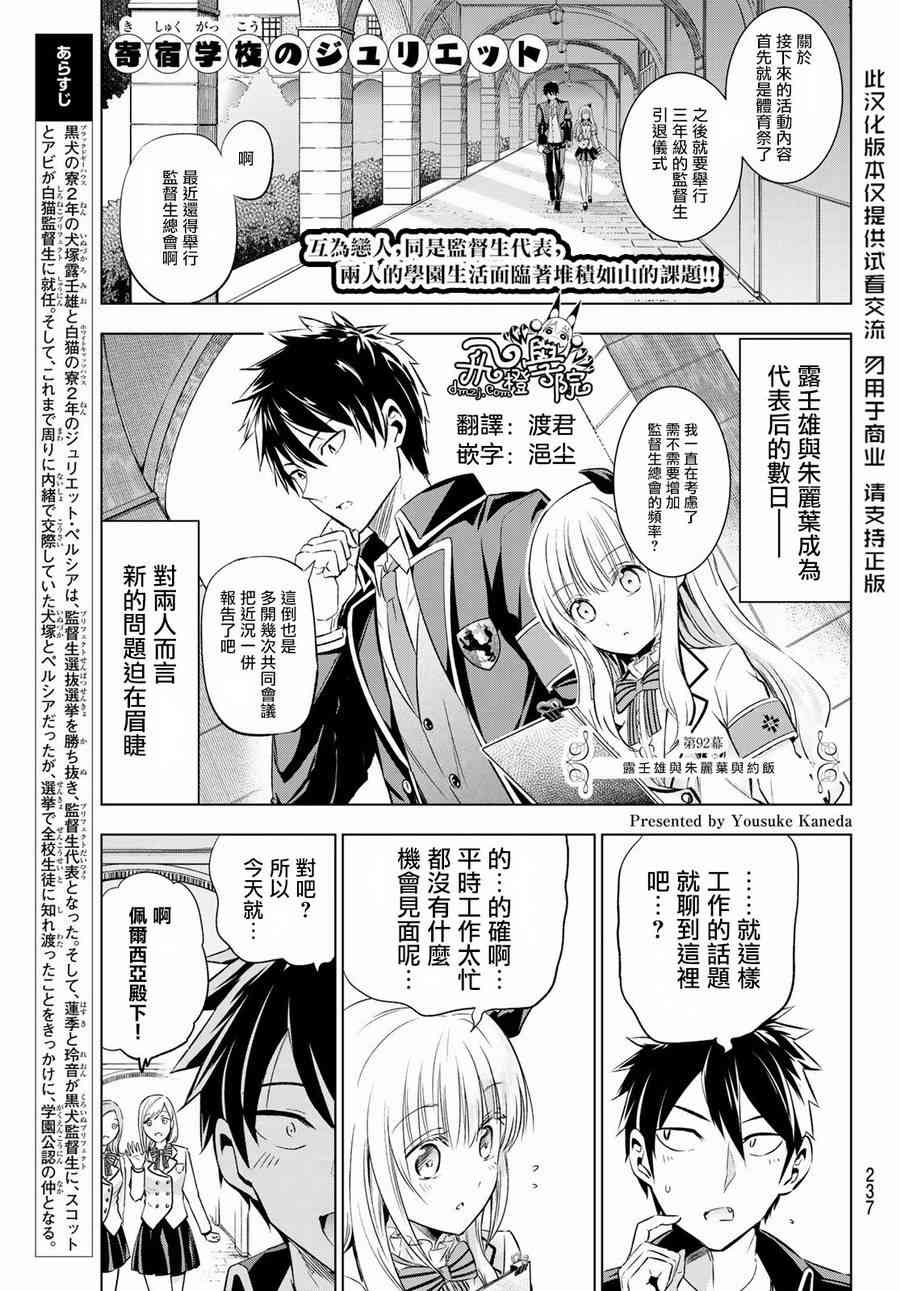 寄宿学校のジュリエット
き しゅく がっ こう
關於
接下來的活動內容
首先就是體育祭了
之後就要舉行
三年級的監督生
引退儀式
啊
最近還得舉行
監督生總會啊
互為戀人,同是監督生代表,
兩人的學園生活面臨著堆積如山的課題!!
露壬雄與朱麗葉成為
代表后的數日——
飛橙學院
dmzj.com
翻譯：渡君
嵌字：浥尘
我一直在考慮了
需不需要增加
監督生總會的頻率?
這倒也是
多開幾次共同會議
把近況一併
報告了吧
對兩人而言
新的問題迫在眉睫
第92幕
露壬雄與朱麗葉與約飯
Presented by Yousuke Kaneda
……就這樣
工作的話題
就聊到這裡
吧…?
的…的確啊…
平時工作太忙
都沒有什麼
機會見面呢…
對吧?
所以
今天就…
啊
佩爾西亞殿下!
あらすじ
黒犬の寮2年の犬塚露壬雄と白猫の寮2年のジュリエット・ペルシアは、監督生選抜選挙を勝ち抜き、監督生代表となった。そして、蓮季と玲音が黒犬監督生に、スコット
とアビが白猫監督生に就任。そして、これまで周りに内緒で交際していた犬塚とペルシアだったが、選挙で全校生徒に知れ渡ったことをきっかけに、学園公認の仲となる。
此汉化版本仅提供试看交流 勿用于商业 请支持正版
237